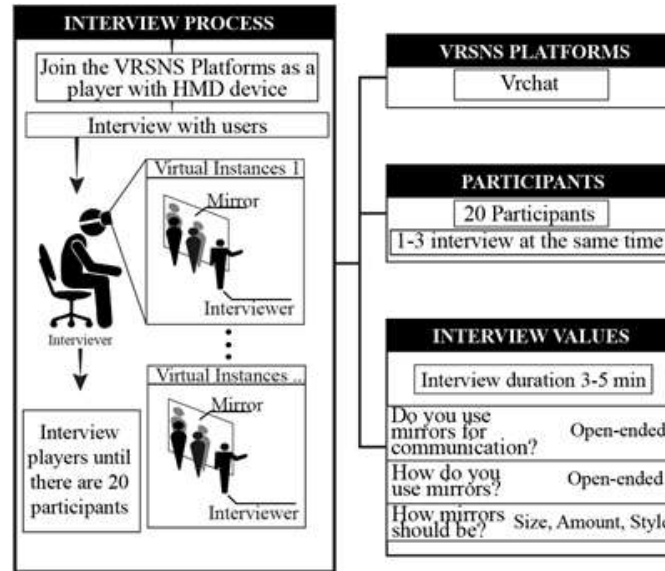 INTERVIEW PROCESS
Join the VRSNS Platforms as a
player with HMD device
Interview with users
Virtual Instances 1
Mirror
Interviewer
Interviever
Virtual Instances ..
Mirror
Interviewer
Interview
players until
there are 20
participants
VRSNS PLATFORMS
Vrchat
PARTICIPANTS
20 Participants
1-3 interview at the same time
INTERVIEW VALUES
Interview duration 3-5 min
Do you use
mirrors for
communication?
Open-ended
How do you
use mirrors?
Open-ended
How mirrors
should be?
Size, Amount, Style